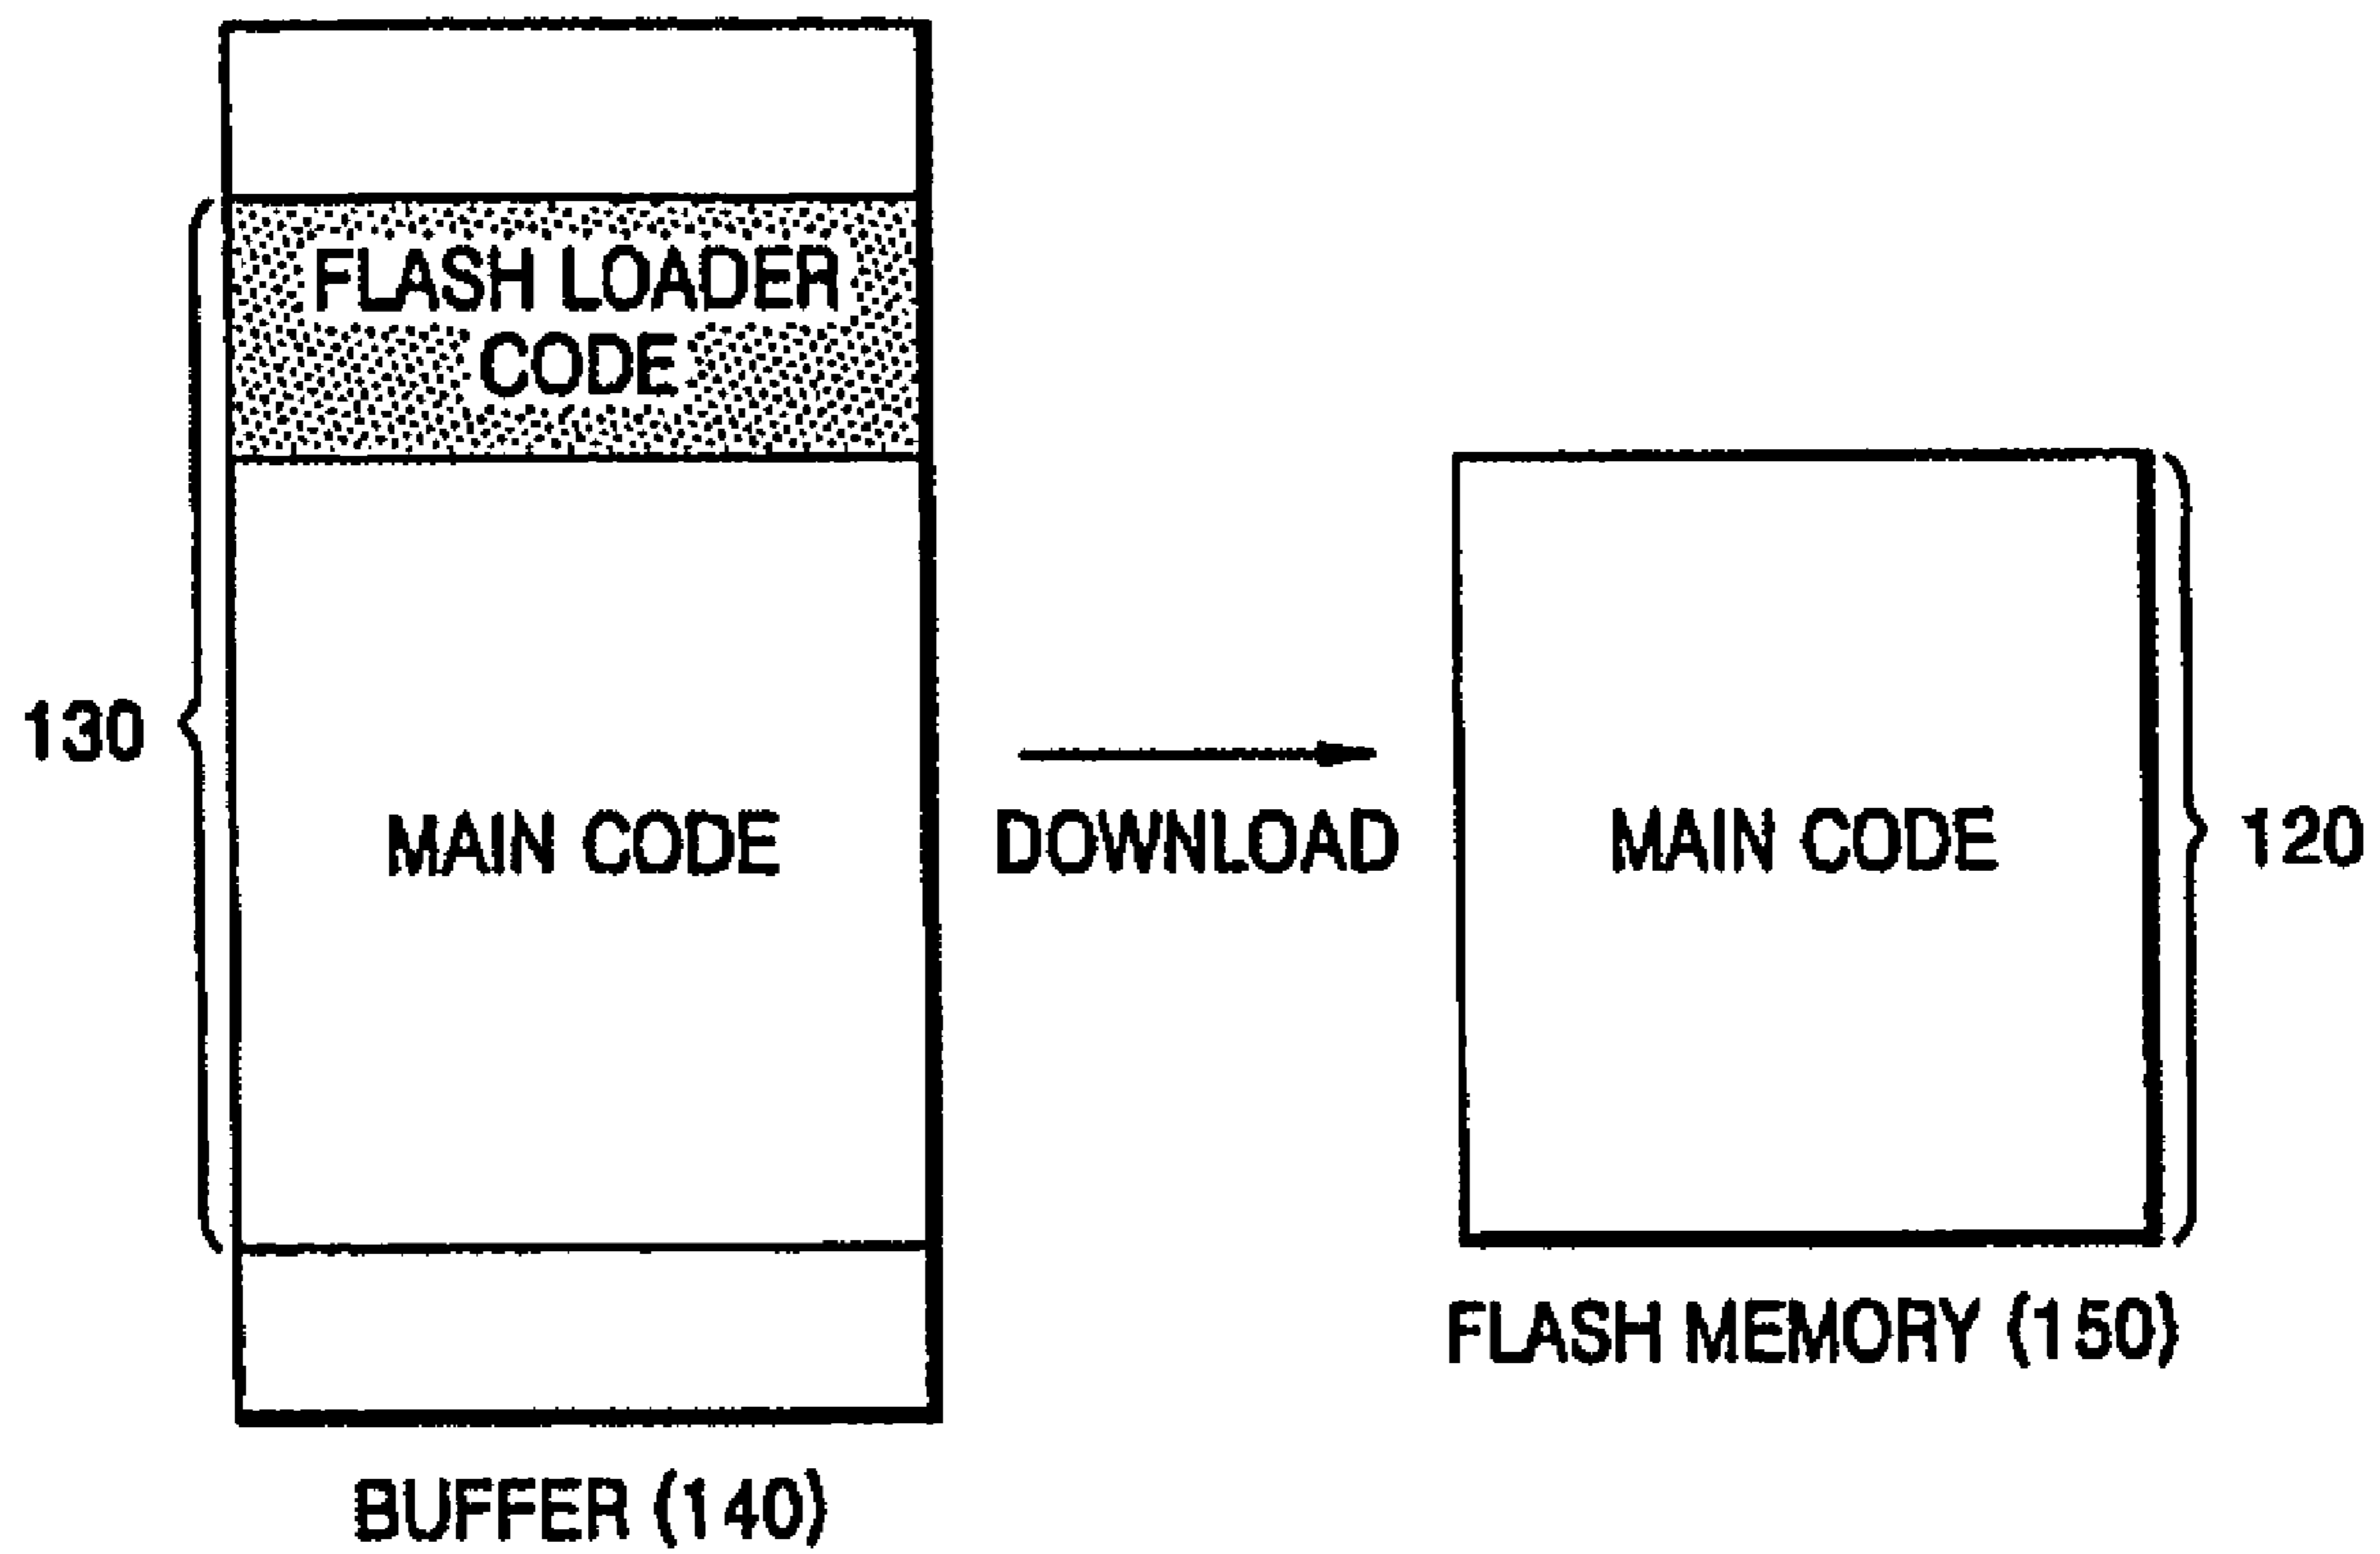 FLASH LOADER
CODE
130
MAIN CODE
DOWNLOAD
MAIN CODE
120
FLASH MEMORY (150)
BUFFER (140)